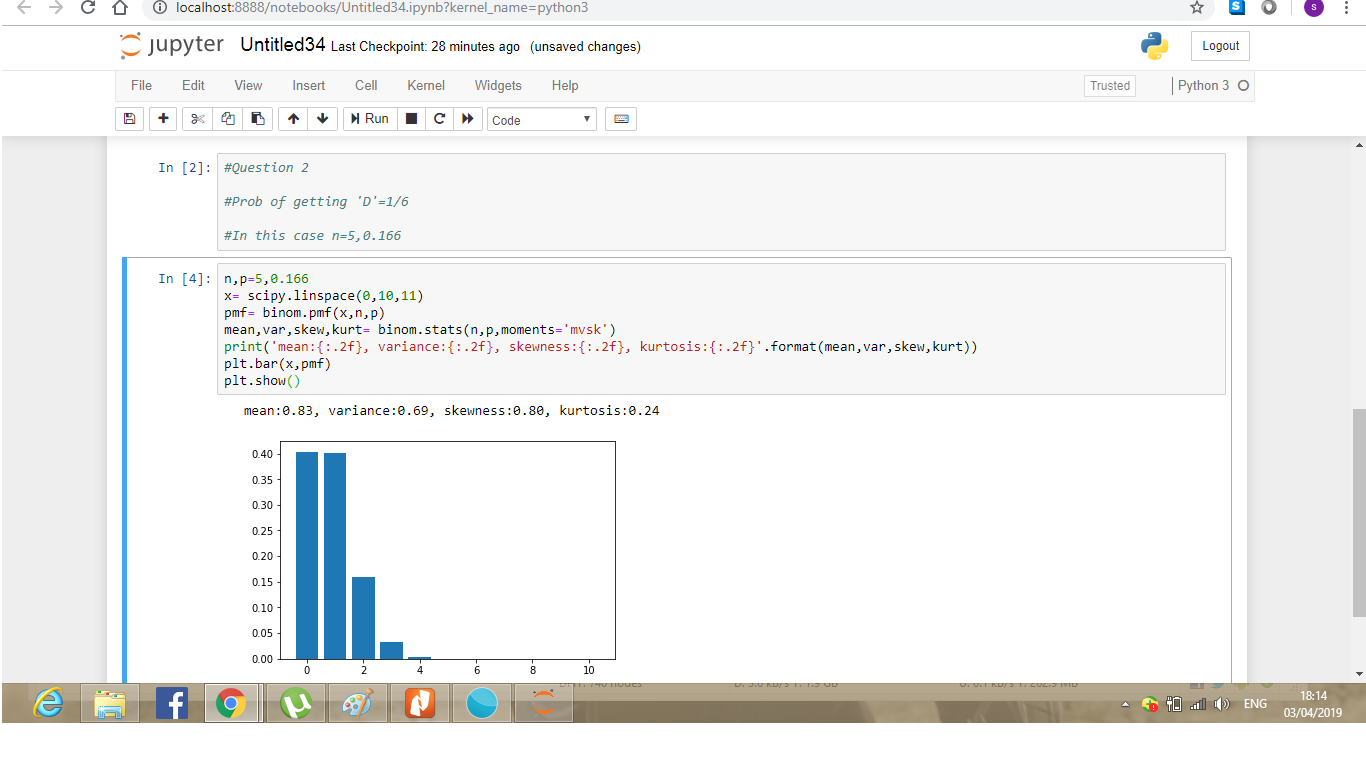 localhost:8888/notebooks/Untitled34.ipynb?kernel_name=python3
S
s
jupyter Untitled34 Last Checkpoint: 28 minutes ago (unsaved changes)
Logout
File Edit View Insert Cell Kernel Widgets Help
Trusted
Python 3
Run
Code
In [2]:
#Question 2
#Prob of getting 'D'=1/6
#In this case n=5,0.166
In [4]:
n,p=5,0.166
x= scipy.linspace(0,10,11)
pmf= binom.pmf(x,n,p)
mean,var,skew,kurt= binom.stats(n,p,moments='mvsk')
print('mean:{:.2f}, variance:{:.2f}, skewness:{:.2f}, kurtosis:{:.2f}'.format(mean,var,skew,kurt))
plt.bar(x,pmf)
plt.show()
mean:0.83, variance:0.69, skewness:0.80, kurtosis:0.24
0.40
0.35
0.30
0.25
0.20
0.15
0.10
0.05
0.00
0 2 4 6 8 10
ENG
18:14
03/04/2019